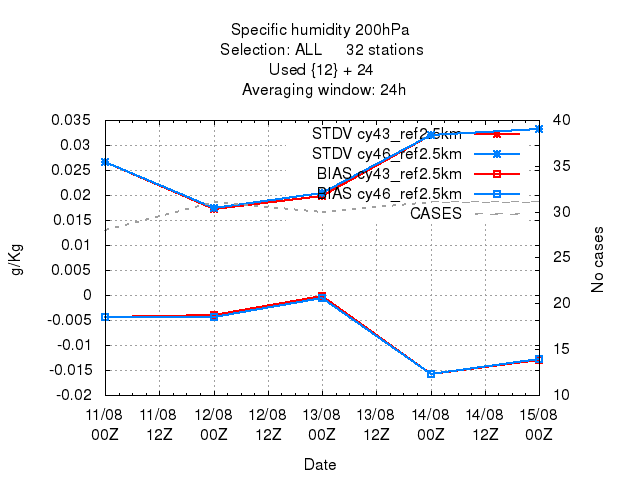 Specific humidity 200hPa
Selection: ALL 32 stations
Used {12} + 24
Averaging window: 24h
0.035
0.03
0.025
0.02
0.015
0.01
0.005
0
-0.005
-0.01
-0.015
-0.02
g/Kg
40
35
30
25
20
15
10
No cases
STDV cy43_ref2.5km
STDV cy46_ref2.5km
BIAS cy43_ref2.5km
BIAS cy46_ref2.5km
CASES
11/08 11/08 12/08 12/08 13/08 13/08 14/08 14/08 15/08
00Z 12Z 00Z 12Z 00Z 12Z 00Z 12Z 00Z
Date